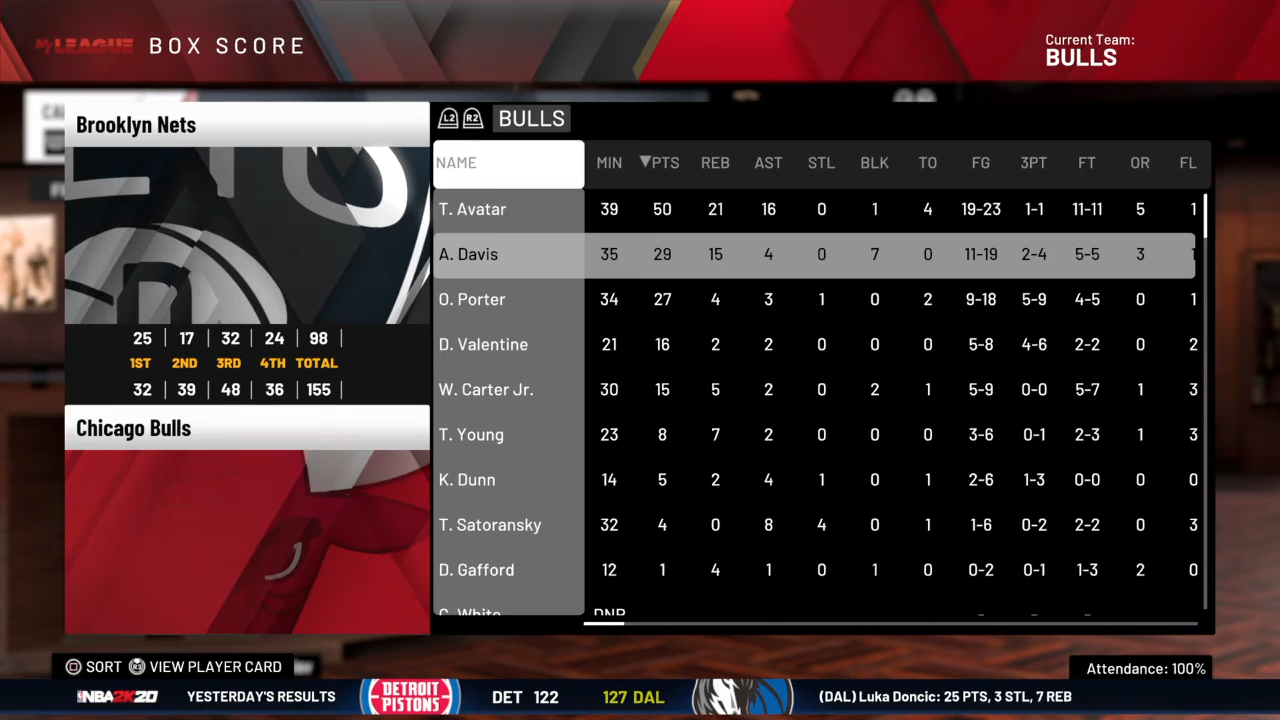 MyLEAGUE BOX SCORE
Current Team:
BULLS
Brooklyn Nets
25 | 17 | 32 | 24 | 98 |
1ST 2ND 3RD 4TH TOTAL
32 | 39 | 48 | 36 | 155 |
Chicago Bulls
L2 R2 BULLS
NAME MIN ▼PTS REB AST STL BLK TO FG 3PT FT OR FL
T. Avatar 39 50 21 16 0 1 4 19-23 1-1 11-11 5 1
A. Davis 35 29 15 4 0 7 0 11-19 2-4 5-5 3 1
O. Porter 34 27 4 3 1 0 2 9-18 5-9 4-5 0 1
D. Valentine 21 16 2 2 0 0 0 5-8 4-6 2-2 0 2
W. Carter Jr. 30 15 5 2 0 2 1 5-9 0-0 5-7 1 3
T. Young 23 8 7 2 0 0 0 3-6 0-1 2-3 1 3
K. Dunn 14 5 2 4 1 0 1 2-6 1-3 0-0 0 0
T. Satoransky 32 4 0 8 4 0 1 1-6 0-2 2-2 0 3
D. Gafford 12 1 4 1 0 1 0 0-2 0-1 1-3 2 0
C. White DNP - - -
SORT R3 VIEW PLAYER CARD
Attendance: 100%
NBA2K20 YESTERDAY'S RESULTS DETROIT PISTONS DET 122 127 DAL (DAL) Luka Doncic: 25 PTS, 3 STL, 7 REB